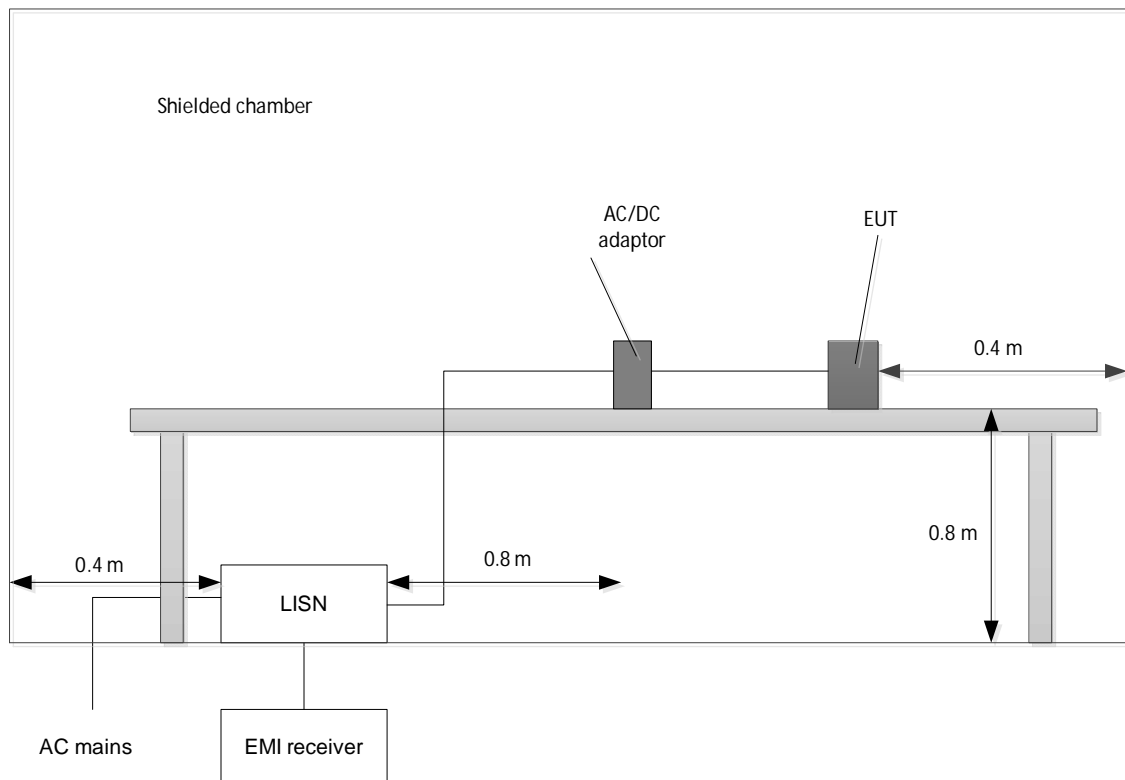 Shielded chamber
AC/DC
adaptor
EUT
0.4 m
0.8 m
0.4 m
0.8 m
LISN
AC mains
EMI receiver